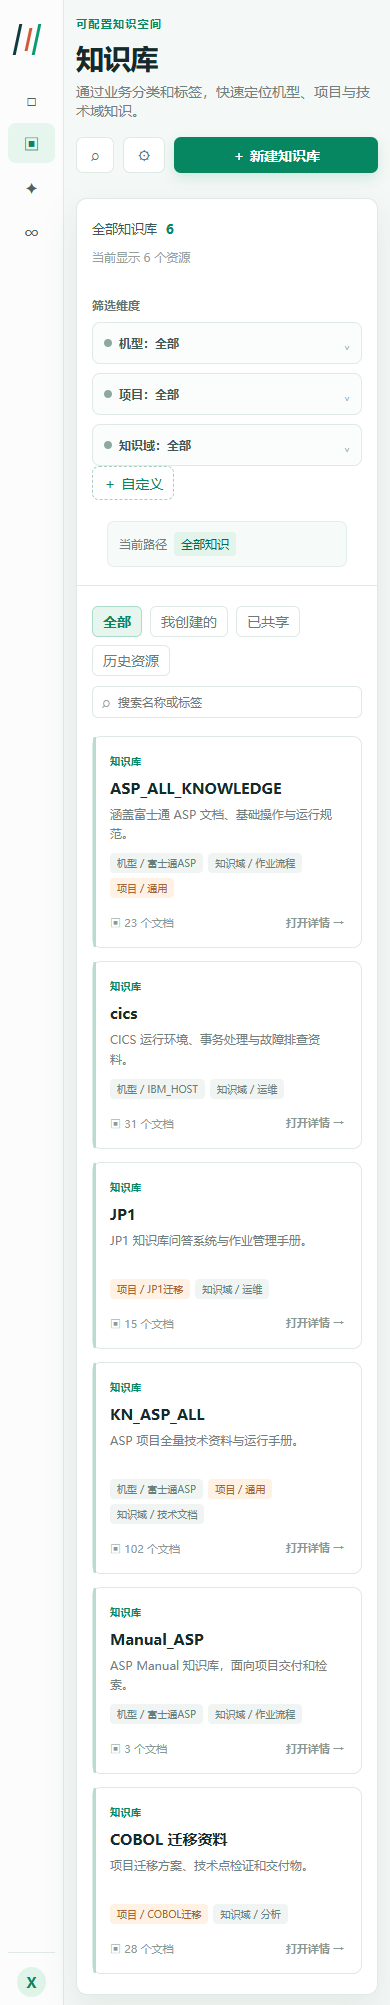 可配置知识空间
知识库
通过业务分类和标签，快速定位机型、项目与技
术域知识。
+ 新建知识库
全部知识库 6
当前显示 6 个资源
筛选维度
机型：全部
项目：全部
知识域：全部
+ 自定义
当前路径 全部知识
全部 我创建的 已共享
历史资源
搜索名称或标签
知识库
ASP_ALL_KNOWLEDGE
涵盖富士通 ASP 文档、基础操作与运行规
范。
机型 / 富士通ASP 知识域 / 作业流程
项目 / 通用
23 个文档 打开详情 →
知识库
cics
CICS 运行环境、事务处理与故障排查资
料。
机型 / IBM_HOST 知识域 / 运维
31 个文档 打开详情 →
知识库
JP1
JP1 知识库问答系统与作业管理手册。
项目 / JP1迁移 知识域 / 运维
15 个文档 打开详情 →
知识库
KN_ASP_ALL
ASP 项目全量技术资料与运行手册。
机型 / 富士通ASP 项目 / 通用
知识域 / 技术文档
102 个文档 打开详情 →
知识库
Manual_ASP
ASP Manual 知识库，面向项目交付和检
索。
机型 / 富士通ASP 知识域 / 作业流程
3 个文档 打开详情 →
知识库
COBOL 迁移资料
项目迁移方案、技术点检证和交付物。
项目 / COBOL迁移 知识域 / 分析
28 个文档 打开详情 →
X